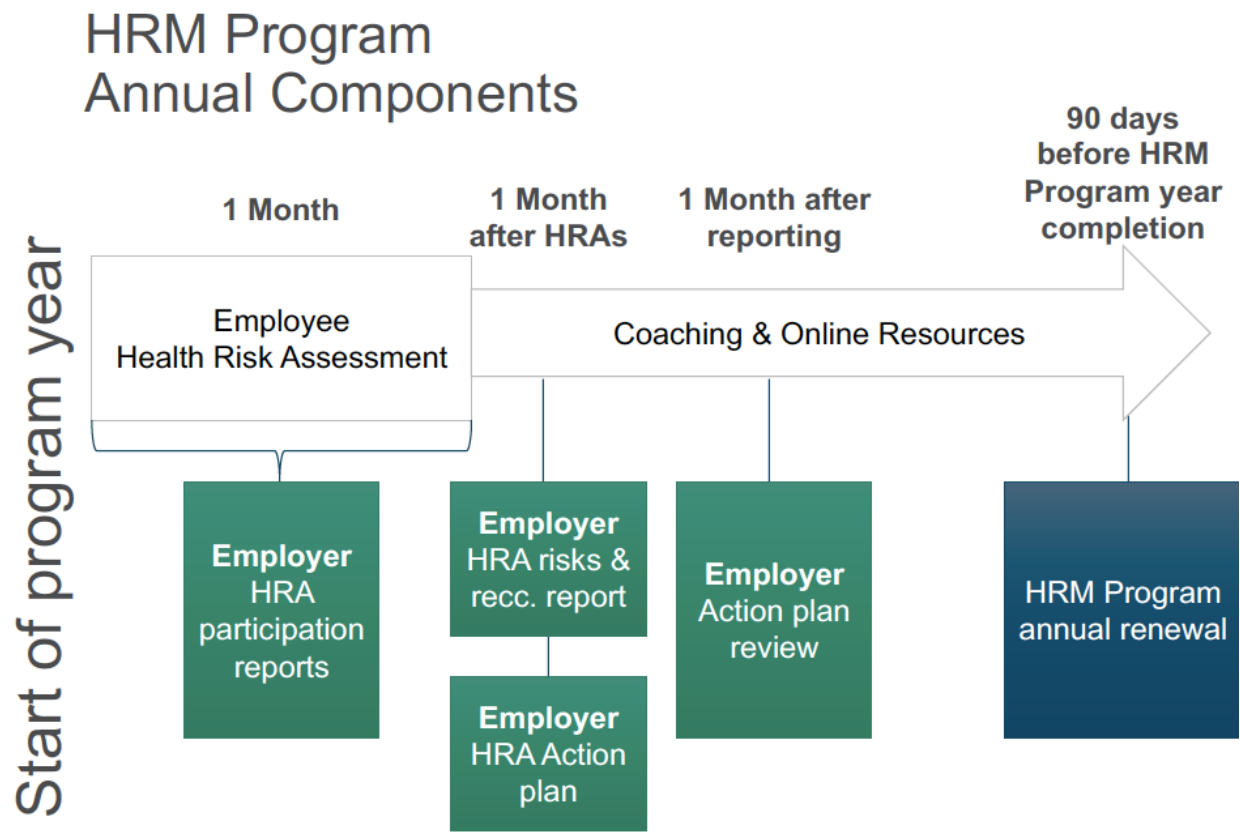 HRM Program
Annual Components
Start of program year
1 Month
1 Month
after HRAs
1 Month after
reporting
90 days
before HRM
Program year
completion
Employee
Health Risk Assessment
Coaching & Online Resources
Employer
HRA
participation
reports
Employer
HRA risks &
recc. report
Employer
HRA Action
plan
Employer
Action plan
review
HRM Program
annual renewal